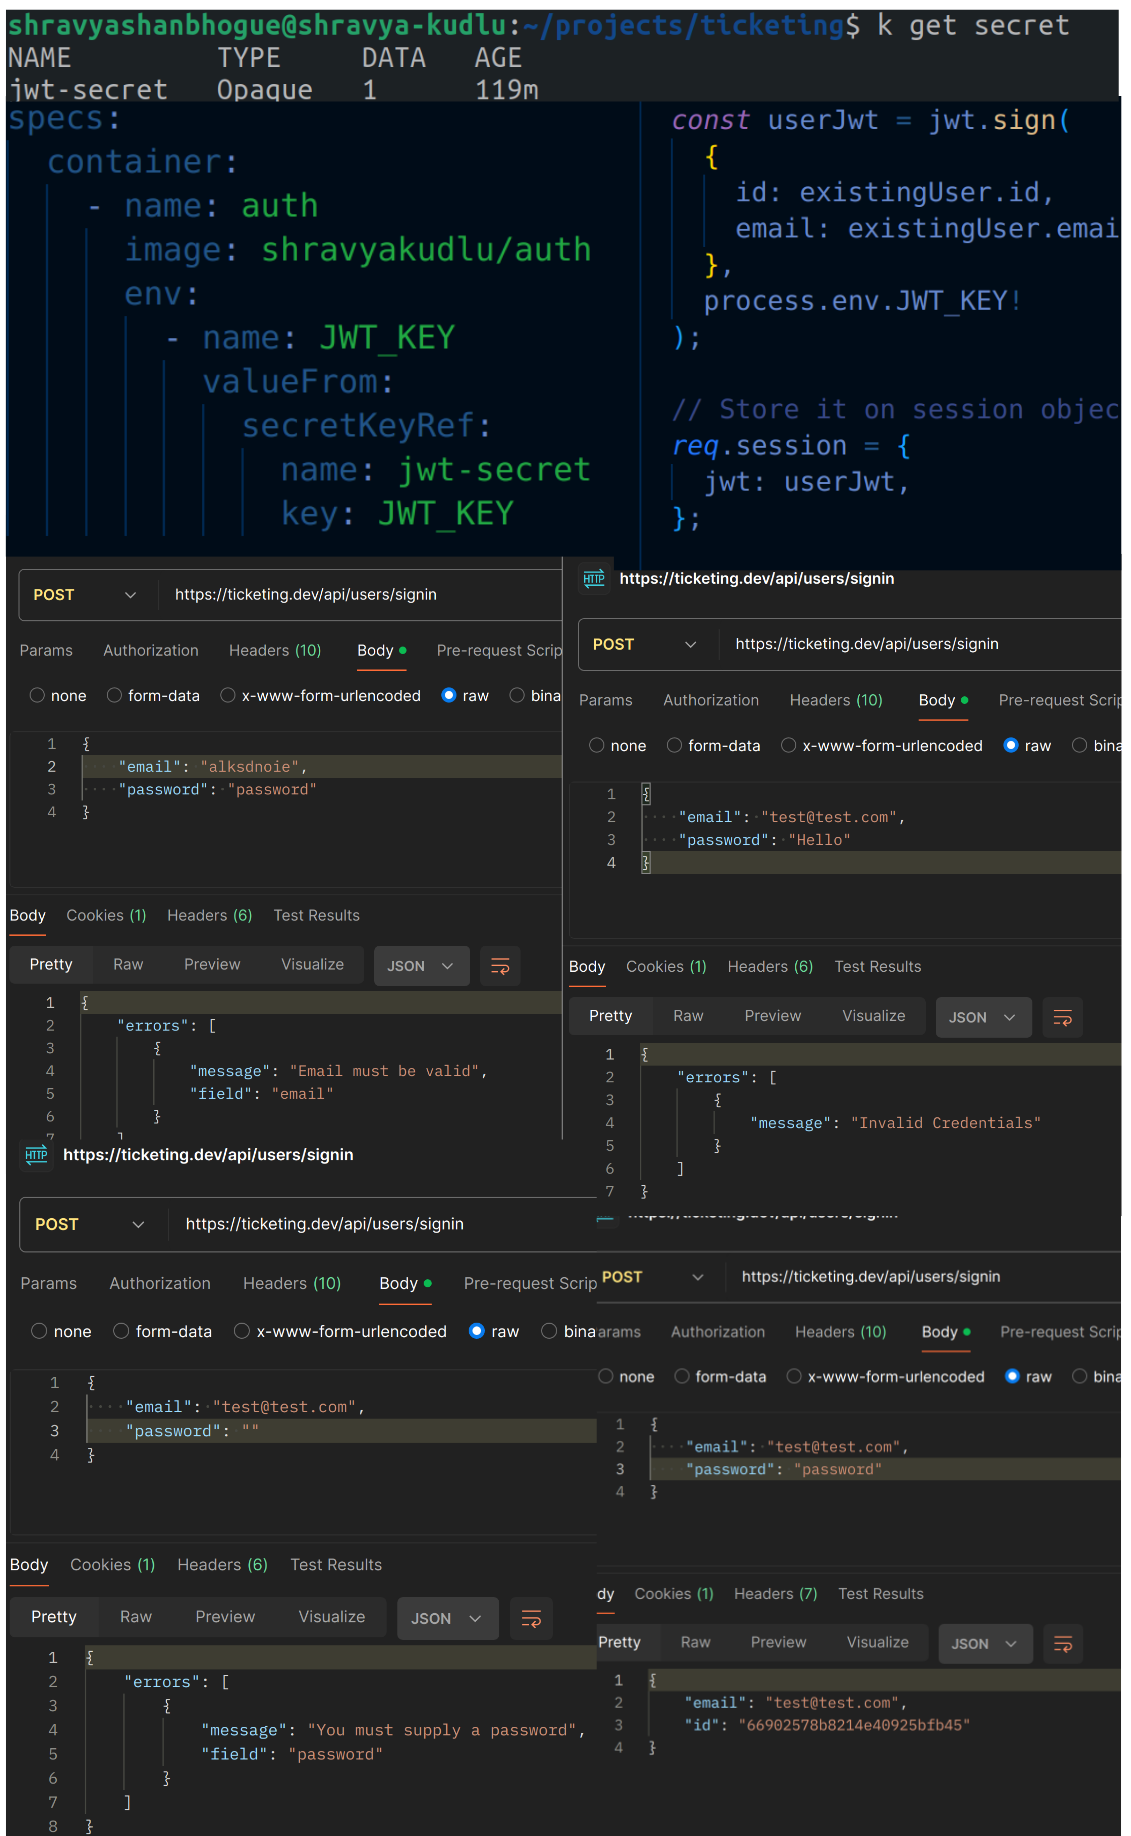 shravyashanbhogue@shravya-kudlu:~/projects/ticketing$ k get secret
NAME TYPE DATA AGE
jwt-secret Opaque 1 119m
specs:
container:
- name: auth
image: shravyakudlu/auth
env:
- name: JWT_KEY
valueFrom:
secretKeyRef:
name: jwt-secret
key: JWT_KEY
const userJwt = jwt.sign(
{
id: existingUser.id,
email: existingUser.emai
},
process.env.JWT_KEY!
);
// Store it on session objec
req.session = {
jwt: userJwt,
};
POST https://ticketing.dev/api/users/signin
Params Authorization Headers (10) Body Pre-request Scrip
none form-data x-www-form-urlencoded raw bina
1 {
2 "email": "alksdnoie",
3 "password": "password"
4 }
Body Cookies (1) Headers (6) Test Results
Pretty Raw Preview Visualize JSON
1 {
2 "errors": [
3 {
4 "message": "Email must be valid",
5 "field": "email"
6 }
7 ]
HTTP https://ticketing.dev/api/users/signin
POST https://ticketing.dev/api/users/signin
Params Authorization Headers (10) Body Pre-request Scrip
none form-data x-www-form-urlencoded raw bina
1 {
2 "email": "test@test.com",
3 "password": "Hello"
4 }
Body Cookies (1) Headers (6) Test Results
Pretty Raw Preview Visualize JSON
1 {
2 "errors": [
3 {
4 "message": "Invalid Credentials"
5 }
6 ]
7 }
HTTP https://ticketing.dev/api/users/signin
POST https://ticketing.dev/api/users/signin
Params Authorization Headers (10) Body Pre-request Scrip
none form-data x-www-form-urlencoded raw bina
1 {
2 "email": "test@test.com",
3 "password": ""
4 }
Body Cookies (1) Headers (6) Test Results
Pretty Raw Preview Visualize JSON
1 {
2 "errors": [
3 {
4 "message": "You must supply a password",
5 "field": "password"
6 }
7 ]
8 }
https://ticketing.dev/api/users/signin
POST https://ticketing.dev/api/users/signin
arams Authorization Headers (10) Body Pre-request Scrip
none form-data x-www-form-urlencoded raw bina
1 {
2 "email": "test@test.com",
3 "password": "password"
4 }
dy Cookies (1) Headers (7) Test Results
Pretty Raw Preview Visualize JSON
1 {
2 "email": "test@test.com",
3 "id": "66902578b8214e40925bfb45"
4 }